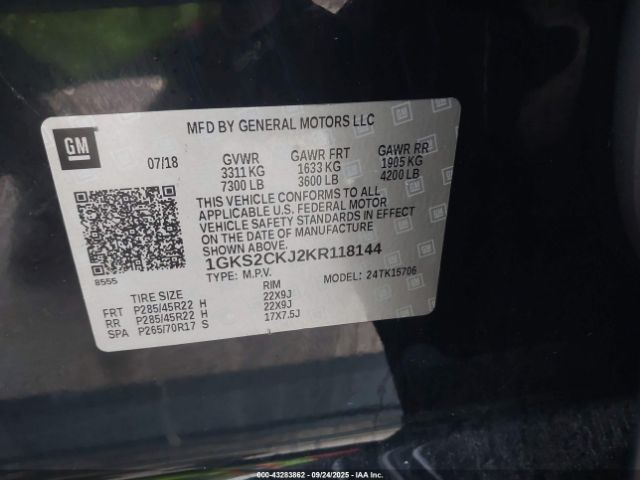 GM
MFD BY GENERAL MOTORS LLC
07/18 GVWR GAWR FRT GAWR RR
3311 KG 1633 KG 1905 KG
7300 LB 3600 LB 4200 LB
THIS VEHICLE CONFORMS TO ALL
APPLICABLE U.S. FEDERAL MOTOR
VEHICLE SAFETY STANDARDS IN EFFECT
ON THE DATE OF MANUFACTURE
SHOWN ABOVE.
8555
1GKS2CKJ2KR118144
TYPE: M.P.V. MODEL: 24TK15706
TIRE SIZE RIM
FRT P285/45R22 H 22X9J
RR P285/45R22 H 22X9J
SPA P265/70R17 S 17X7.5J
000-43283862 - 09/24/2025 - IAAI Inc.